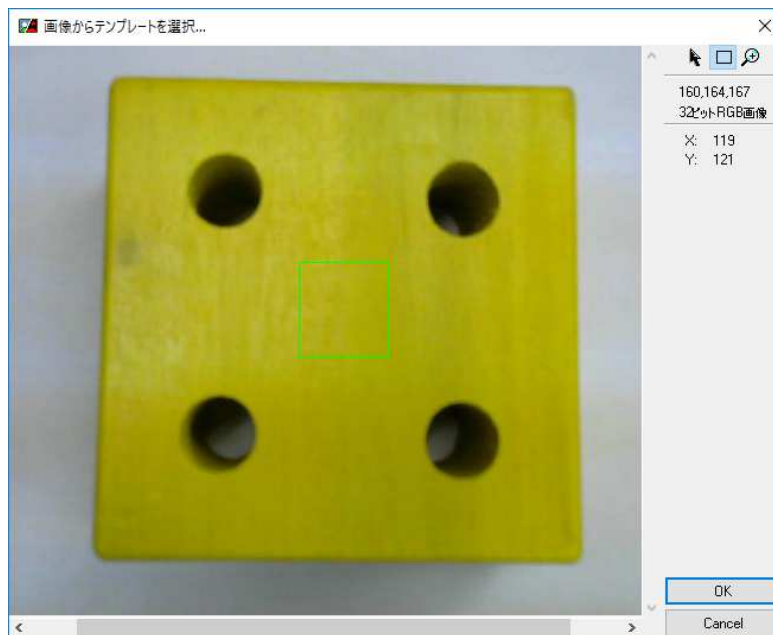 画像からテンプレートを選択...
160,164,167
32ビットRGB画像
X: 119
Y: 121
OK
Cancel